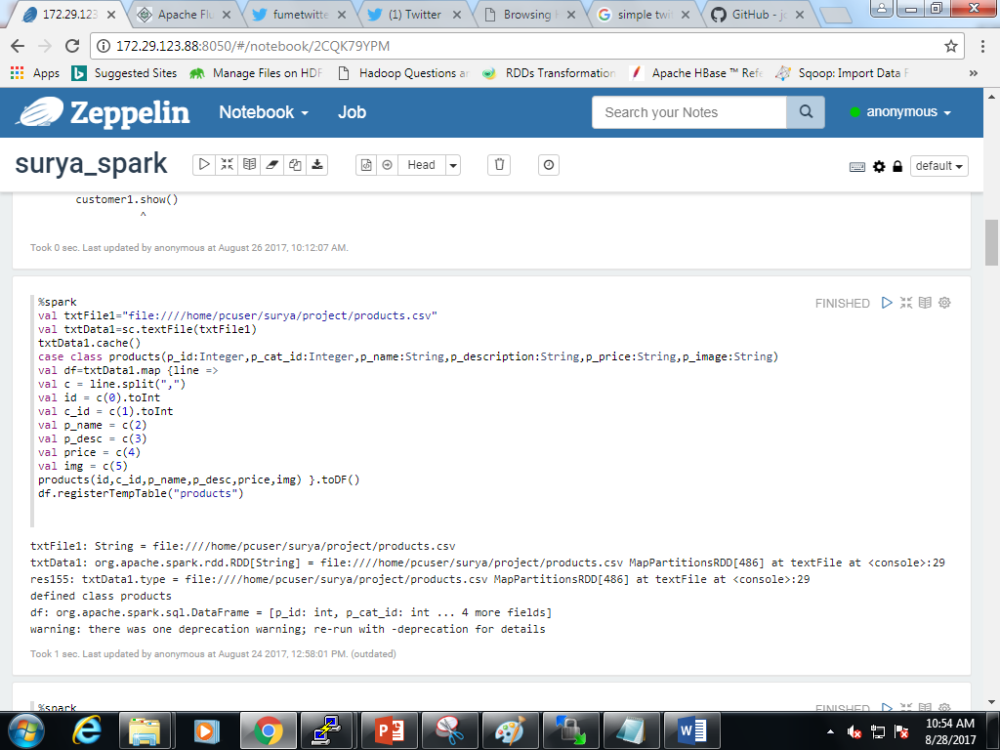 172.29.123
Apache Flu
fumetwitte
(1) Twitter
Browsing
simple twi
GitHub - jc
172.29.123.88:8050/#/notebook/2CQK79YPM
Apps
Suggested Sites
Manage Files on HDF
Hadoop Questions an
RDDs Transformation
Apache HBase ™ Refe
Sqoop: Import Data F
»
Zeppelin
Notebook
Job
Search your Notes
anonymous
surya_spark
Head
default
customer1.show()
^
Took 0 sec. Last updated by anonymous at August 26 2017, 10:12:07 AM.
FINISHED
%spark
val txtFile1="file:////home/pcuser/surya/project/products.csv"
val txtData1=sc.textFile(txtFile1)
txtData1.cache()
case class products(p_id:Integer,p_cat_id:Integer,p_name:String,p_description:String,p_price:String,p_image:String)
val df=txtData1.map {line =>
val c = line.split(",")
val id = c(0).toInt
val c_id = c(1).toInt
val p_name = c(2)
val p_desc = c(3)
val price = c(4)
val img = c(5)
products(id,c_id,p_name,p_desc,price,img) }.toDF()
df.registerTempTable("products")
txtFile1: String = file:////home/pcuser/surya/project/products.csv
txtData1: org.apache.spark.rdd.RDD[String] = file:////home/pcuser/surya/project/products.csv MapPartitionsRDD[486] at textFile at <console>:29
res155: txtData1.type = file:////home/pcuser/surya/project/products.csv MapPartitionsRDD[486] at textFile at <console>:29
defined class products
df: org.apache.spark.sql.DataFrame = [p_id: int, p_cat_id: int ... 4 more fields]
warning: there was one deprecation warning; re-run with -deprecation for details
Took 1 sec. Last updated by anonymous at August 24 2017, 12:58:01 PM. (outdated)
%spark
FINISHED
10:54 AM
8/28/2017